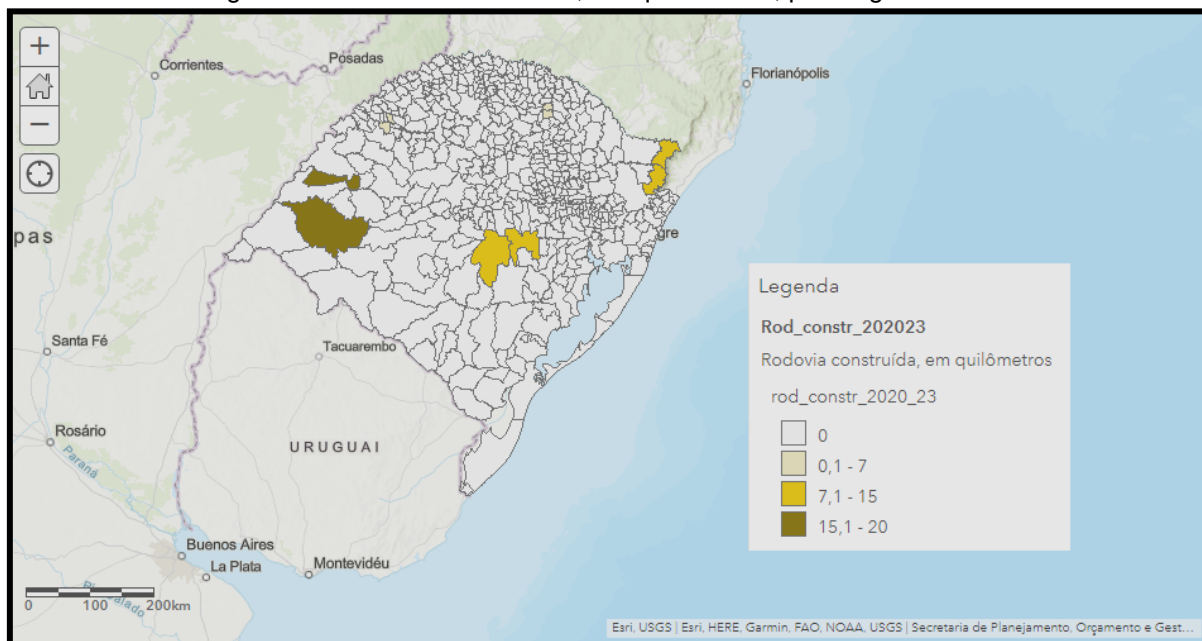 +
−
Corrientes
Posadas
Florianópolis
pas
gre
Santa Fé
Tacuarembo
Rosário
Paraná
URUGUAI
Buenos Aires
La Plata
Montevidéu
0 100 200km
Legenda
Rod_constr_202023
Rodovia construída, em quilômetros
rod_constr_2020_23
0
0,1 - 7
7,1 - 15
15,1 - 20
Esri, USGS | Esri, HERE, Garmin, FAO, NOAA, USGS | Secretaria de Planejamento, Orçamento e Gest...